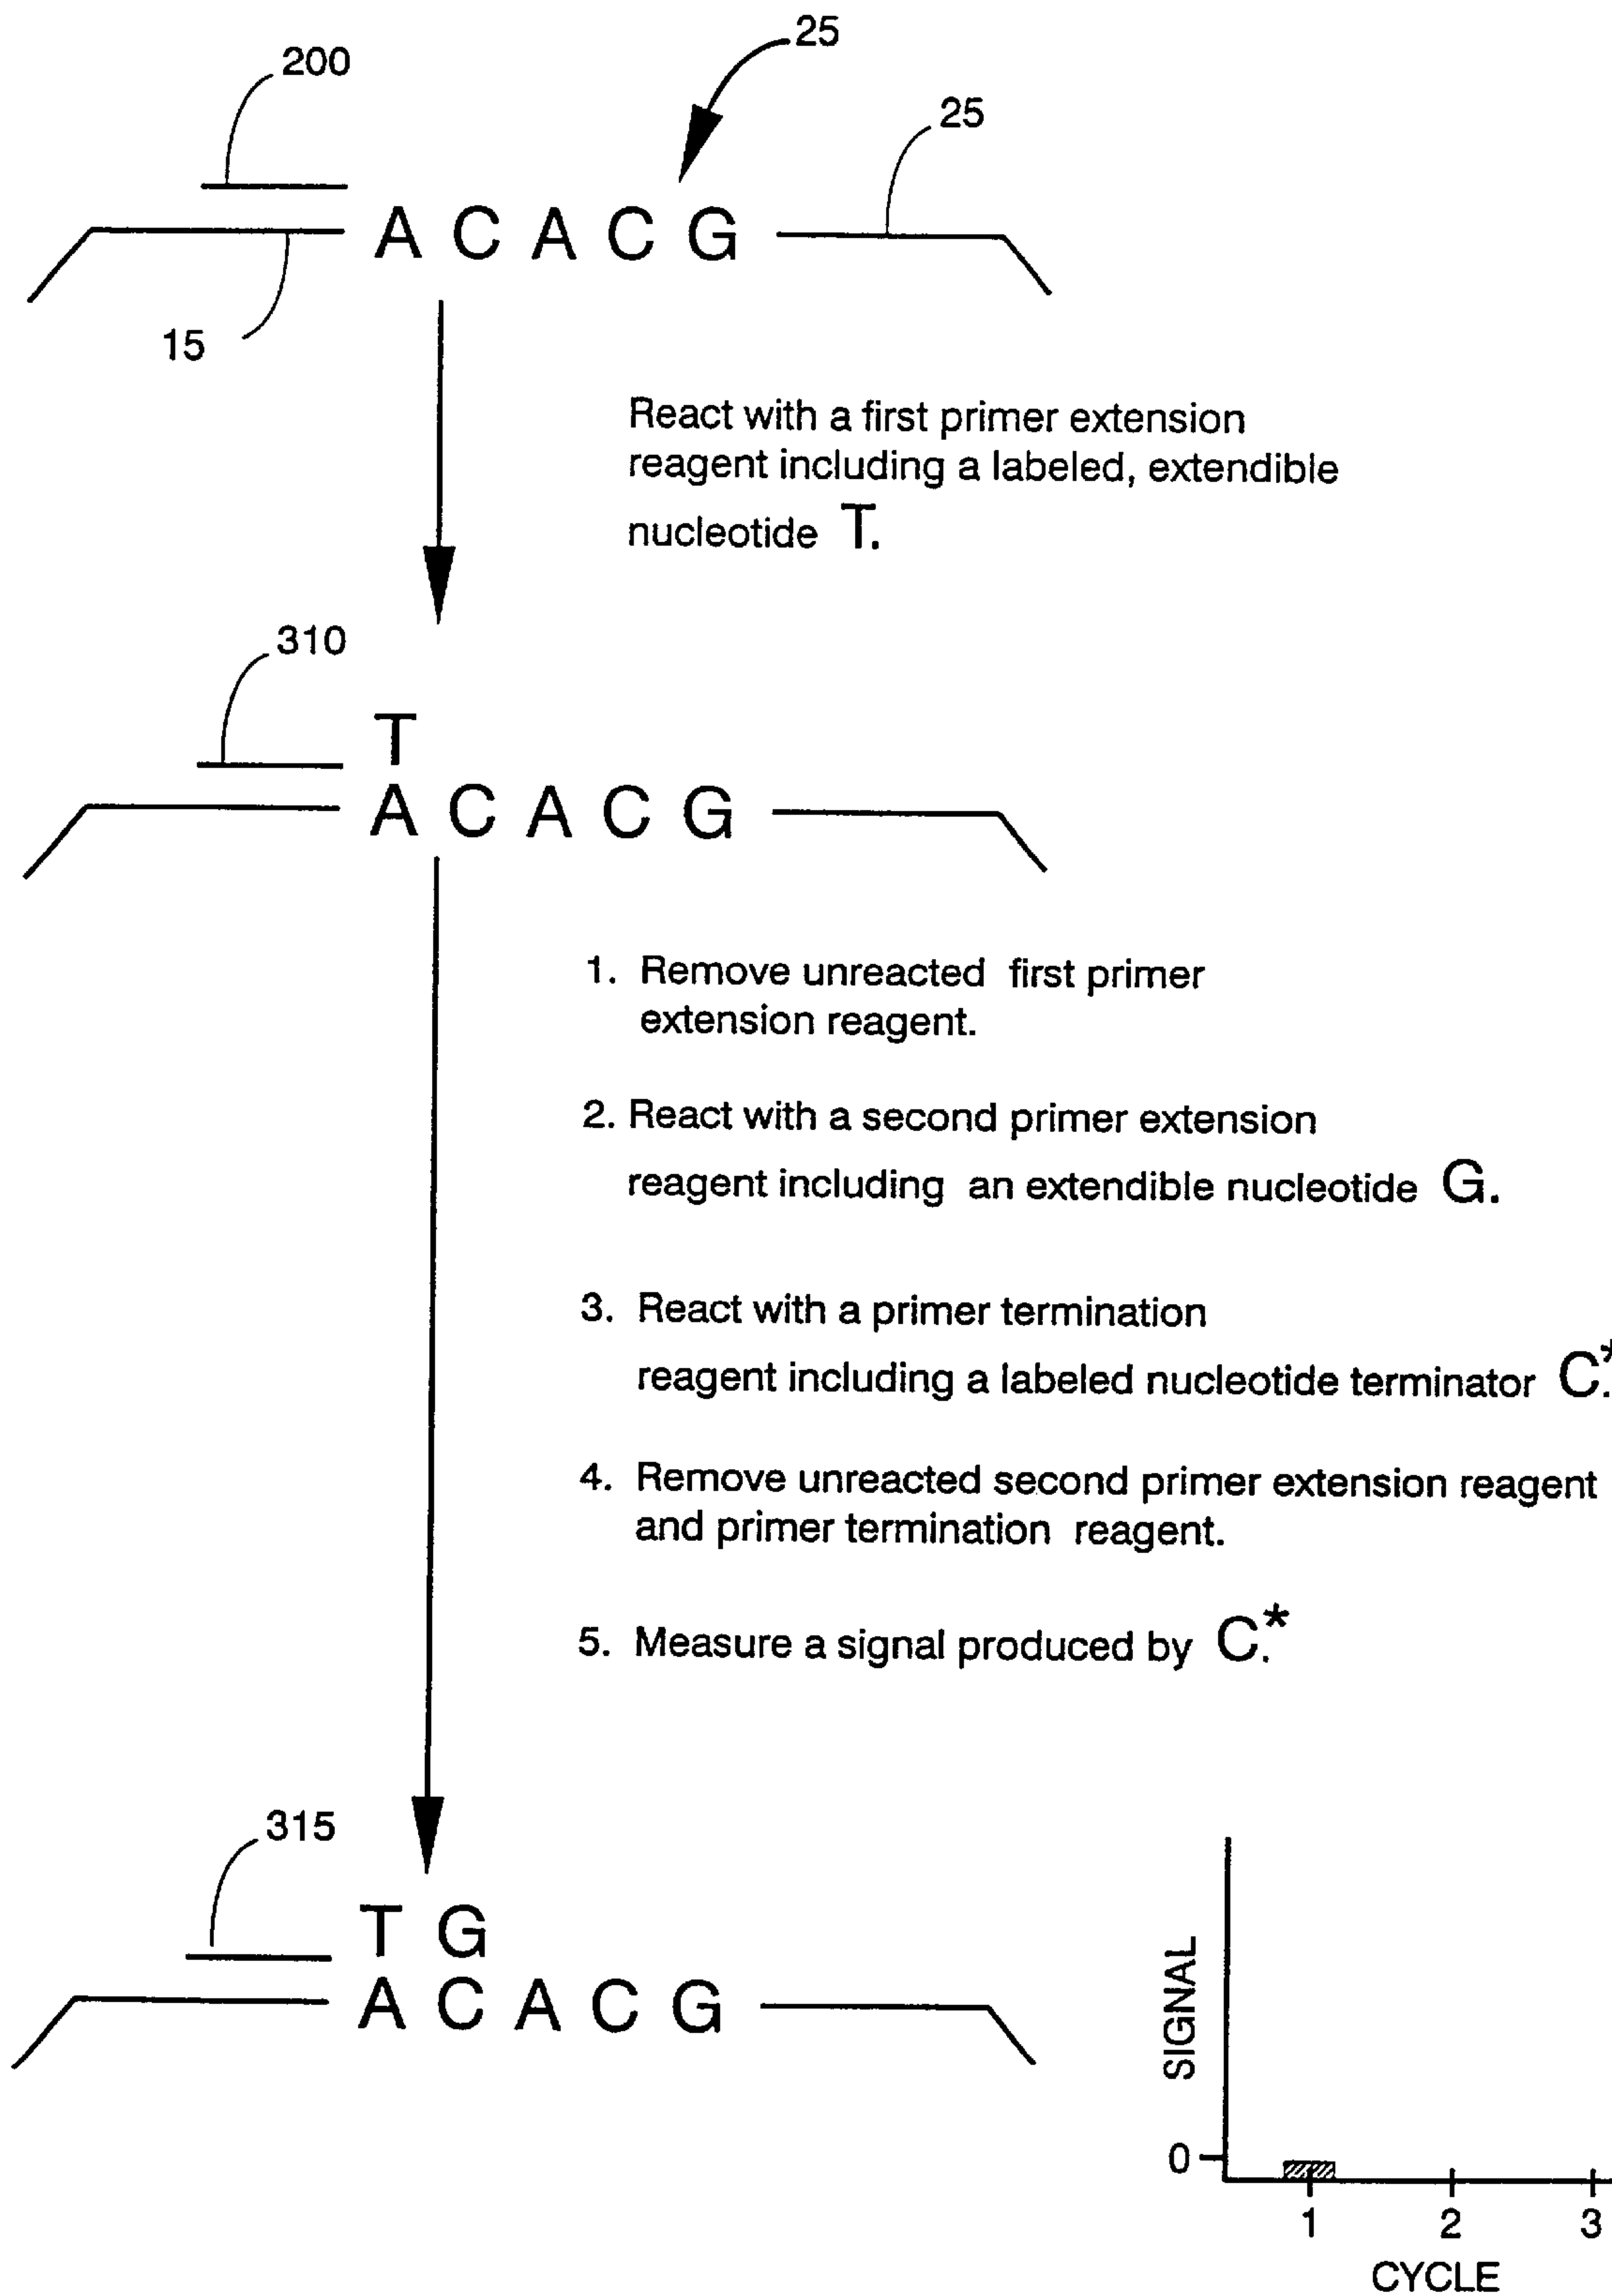 25
200
25
A C A C G
15
React with a first primer extension
reagent including a labeled, extendible
nucleotide T.
310
T
A C A C G
1. Remove unreacted first primer
extension reagent.
2. React with a second primer extension
reagent including an extendible nucleotide G.
3. React with a primer termination
reagent including a labeled nucleotide terminator C.*
4. Remove unreacted second primer extension reagent
and primer termination reagent.
5. Measure a signal produced by C.*
315
T G
A C A C G
SIGNAL
0
1 2 3
CYCLE